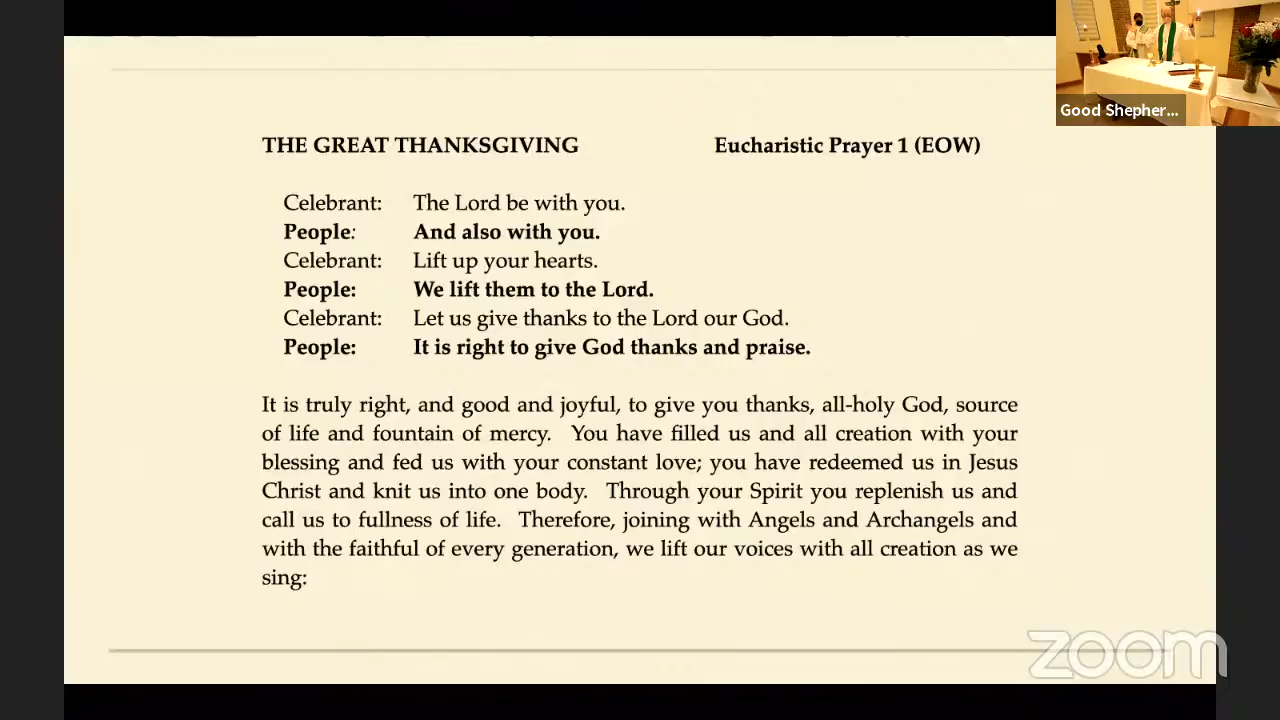 Good Shepher...
THE GREAT THANKSGIVING Eucharistic Prayer 1 (EOW)
Celebrant: The Lord be with you.
People: And also with you.
Celebrant: Lift up your hearts.
People: We lift them to the Lord.
Celebrant: Let us give thanks to the Lord our God.
People: It is right to give God thanks and praise.
It is truly right, and good and joyful, to give you thanks, all-holy God, source
of life and fountain of mercy. You have filled us and all creation with your
blessing and fed us with your constant love; you have redeemed us in Jesus
Christ and knit us into one body. Through your Spirit you replenish us and
call us to fullness of life. Therefore, joining with Angels and Archangels and
with the faithful of every generation, we lift our voices with all creation as we
sing:
zoom